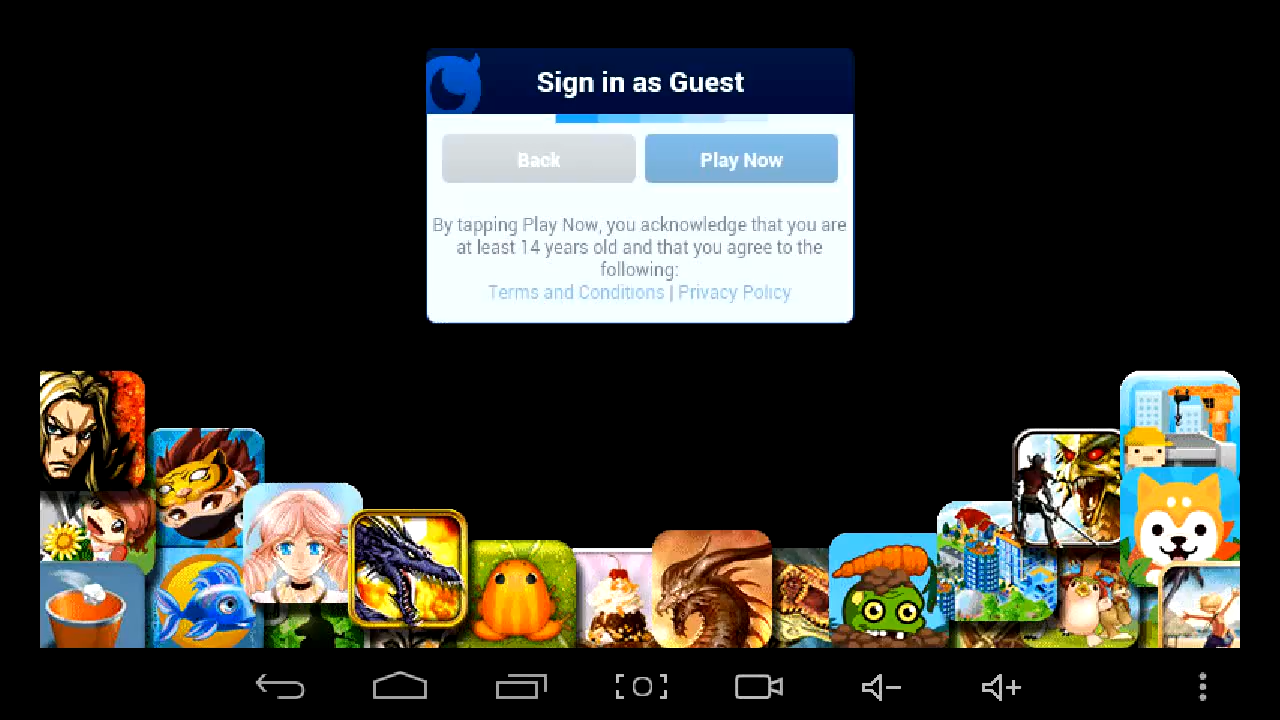 Sign in as Guest
Back
Play Now
By tapping Play Now, you acknowledge that you are
at least 14 years old and that you agree to the
following:
Terms and Conditions | Privacy Policy